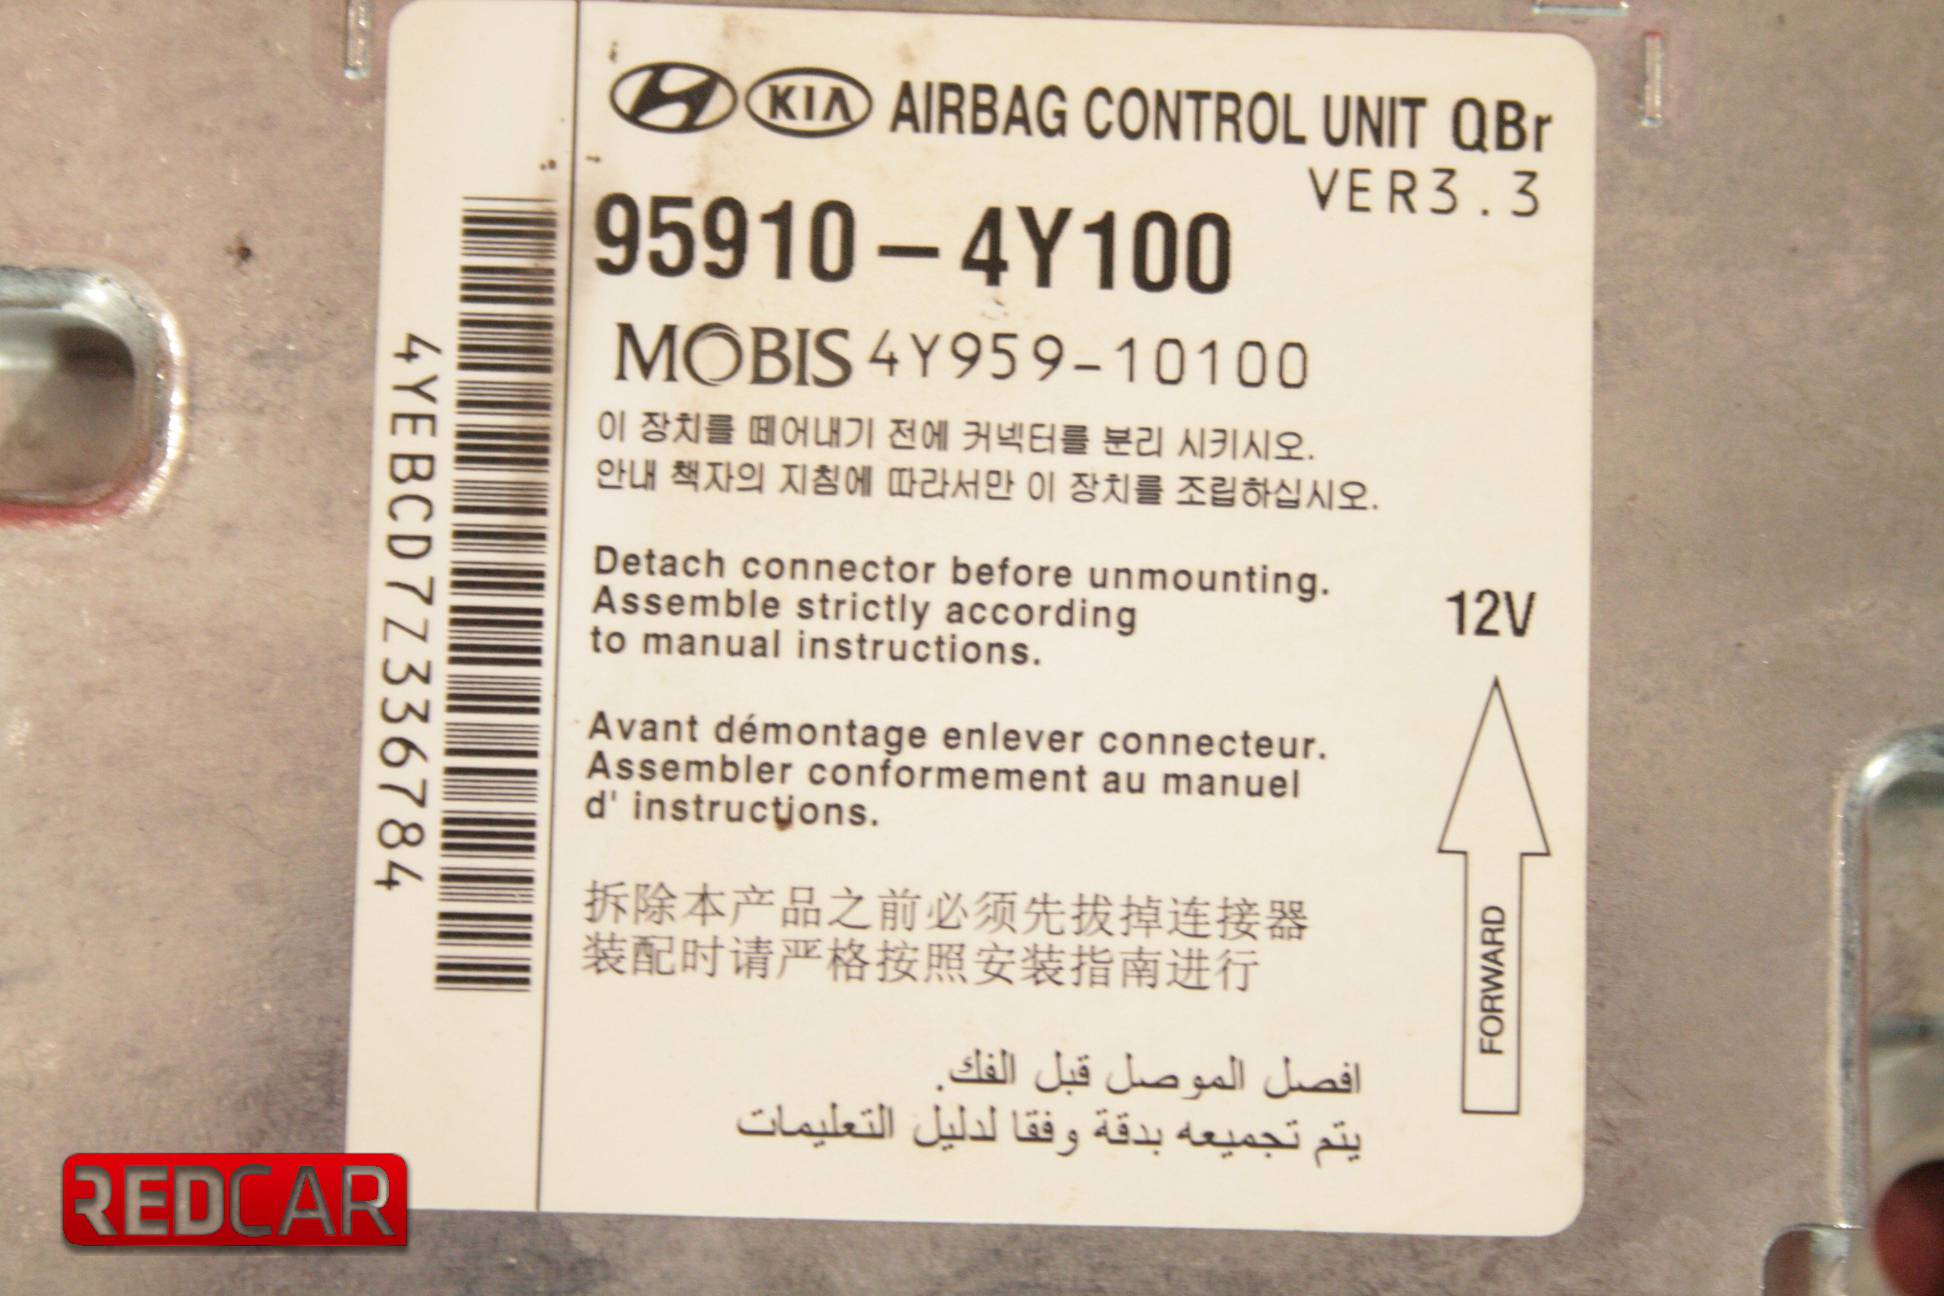 KIA AIRBAG CONTROL UNIT QBr
VER3.3
95910-4Y100
MOBIS 4Y959-10100
이 장치를 떼어내기 전에 커넥터를 분리 시키시오.
안내 책자의 지침에 따라서만 이 장치를 조립하십시오.
Detach connector before unmounting.
Assemble strictly according
to manual instructions.
12V
Avant démontage enlever connecteur.
Assembler conformement au manuel
d' instructions.
FORWARD
拆除本产品之前必须先拔掉连接器
装配时请严格按照安装指南进行
افصل الموصل قبل الفك.
يتم تجميعه بدقة وفقا لدليل التعليمات
4YEBCD7Z336784
REDCAR